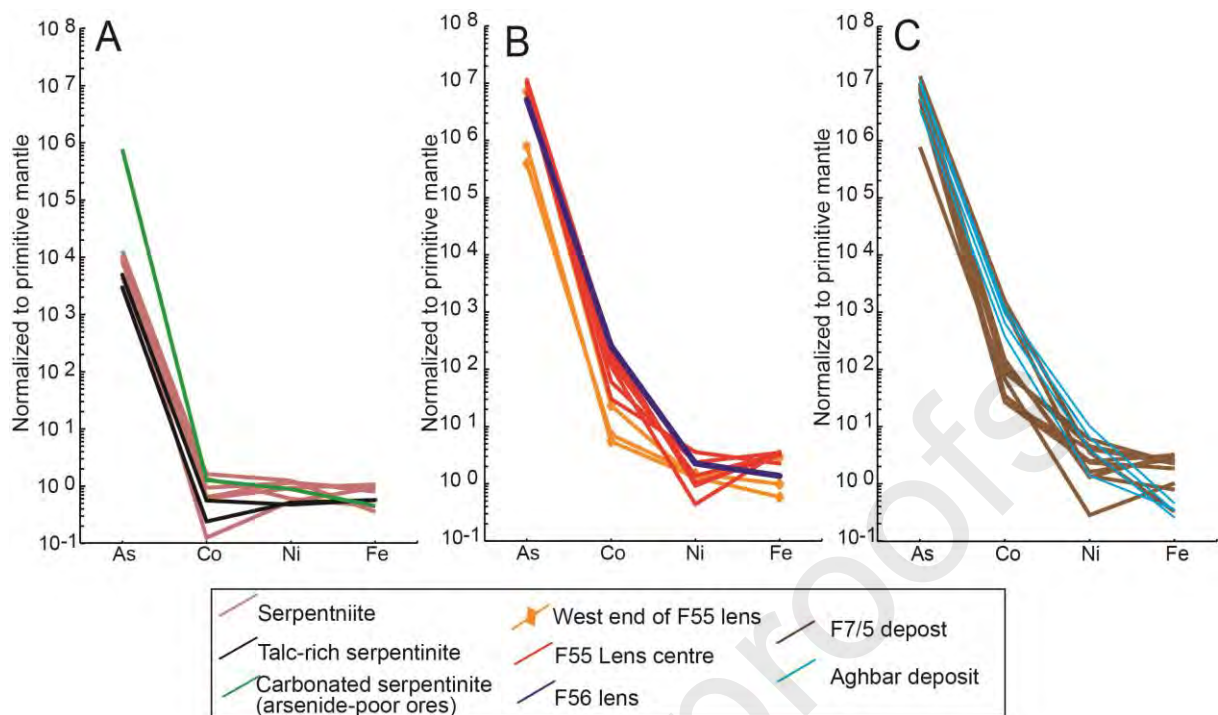 A
Normalized to primitive mantle
10 8
10 7
10 6
10 5
10 4
10 3
10 2
10 1
10 0
10-1
As Co Ni Fe
B
Normalized to primitive mantle
10 8
10 7
10 6
10 5
10 4
10 3
10 2
10 1
10 0
10-1
As Co Ni Fe
C
Normalized to primitive mantle
10 8
10 7
10 6
10 5
10 4
10 3
10 2
10 1
10 0
10-1
As Co Ni Fe
Serpentniite
Talc-rich serpentinite
Carbonated serpentinite
(arsenide-poor ores)
West end of F55 lens
F55 Lens centre
F56 lens
F7/5 depost
Aghbar deposit
proofs